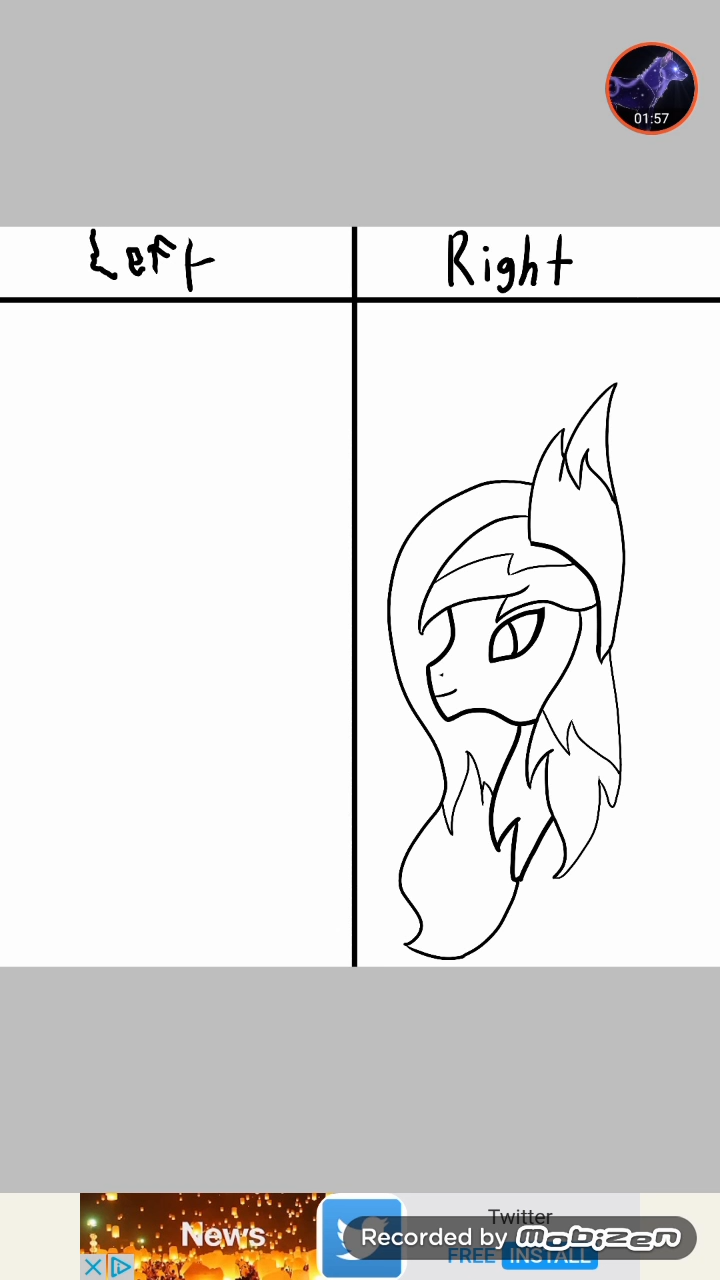 01:57
Left
Right
News
Twitter
Recorded by mobizen
FREE INSTALL